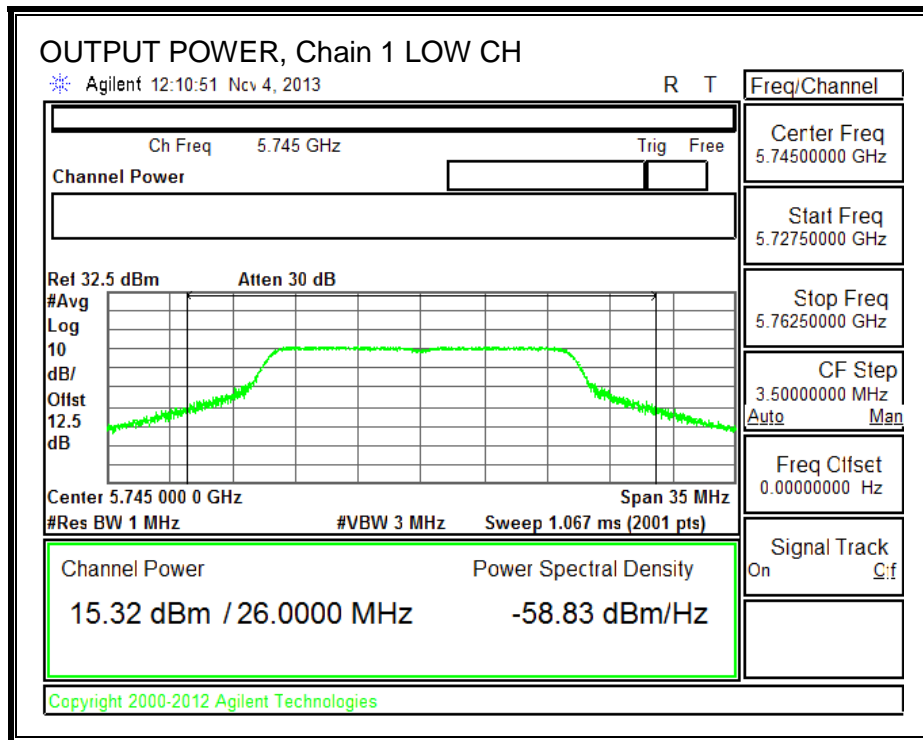 OUTPUT POWER, Chain 1 LOW CH
Agilent 12:10:51 Nov 4, 2013 R T
Freq/Channel
Ch Freq 5.745 GHz Trig Free
Channel Power
Center Freq
5.74500000 GHz
Start Freq
5.72750000 GHz
Stop Freq
5.76250000 GHz
CF Step
3.50000000 MHz
Auto Man
Freq Offset
0.00000000 Hz
Signal Track
On Off
Ref 32.5 dBm Atten 30 dB
#Avg
Log
10
dB/
Offst
12.5
dB
Center 5.745 000 0 GHz Span 35 MHz
#Res BW 1 MHz #VBW 3 MHz Sweep 1.067 ms (2001 pts)
Channel Power Power Spectral Density
15.32 dBm / 26.0000 MHz -58.83 dBm/Hz
Copyright 2000-2012 Agilent Technologies